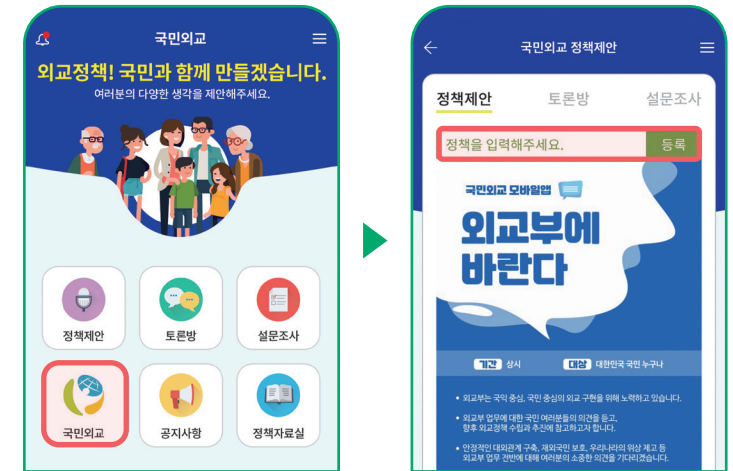 국민외교
외교정책! 국민과 함께 만들겠습니다.
여러분의 다양한 생각을 제안해주세요.
정책제안
토론방
설문조사
국민외교
공지사항
정책자료실
국민외교 정책제안
정책제안 토론방 설문조사
정책을 입력해주세요. 등록
국민외교 모바일앱
외교부에
바란다
기간 상시 대상 대한민국 국민 누구나
• 외교부는 국익 중심, 국민 중심의 외교 구현을 위해 노력하고 있습니다.
• 외교부 업무에 대한 국민 여러분들의 의견을 듣고,
향후 외교정책 수립과 추진에 참고하고자 합니다.
• 안정적인 대외관계 구축, 재외국민 보호, 우리나라의 위상 제고 등
외교부 업무 전반에 대해 여러분의 소중한 의견을 기다리겠습니다.